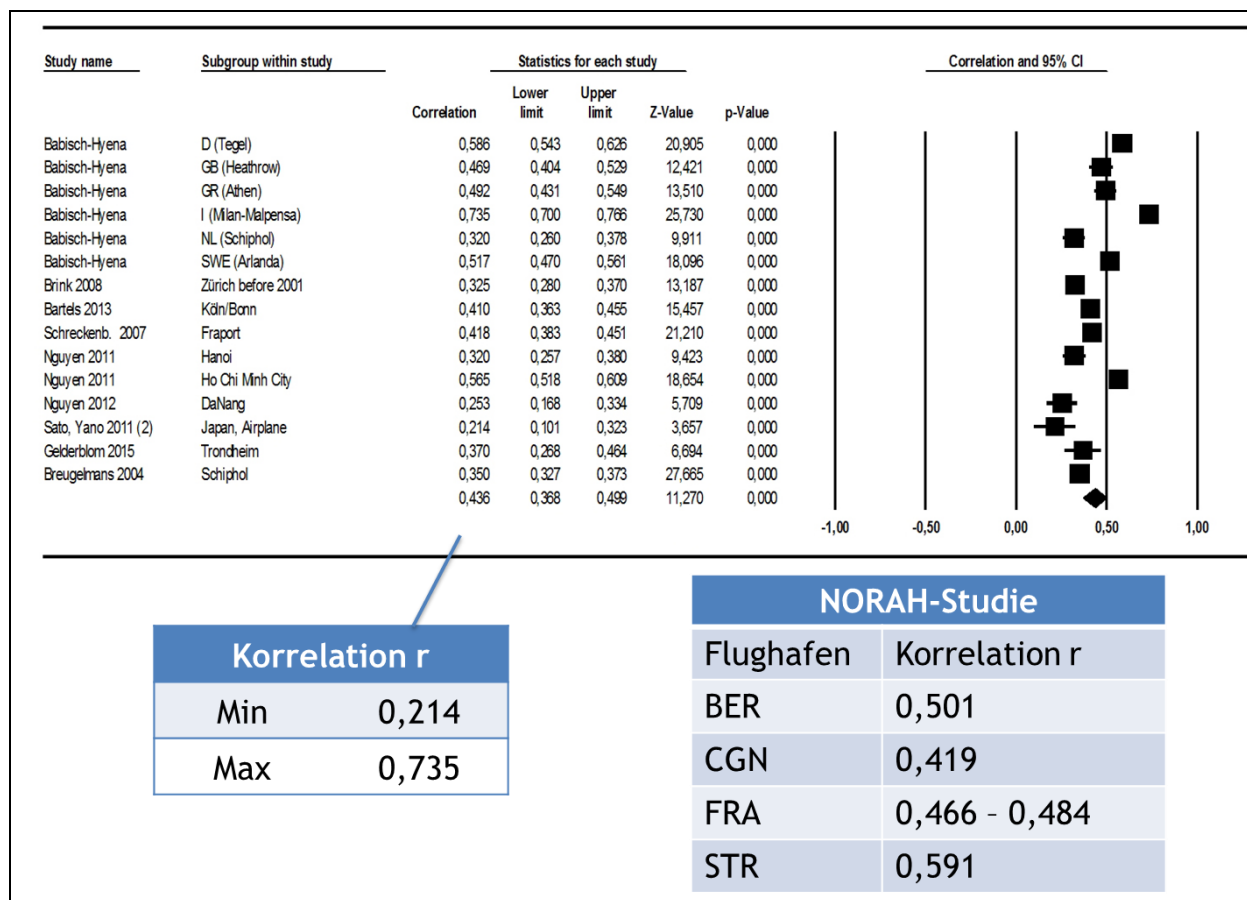 Study name Subgroup within study Statistics for each study Correlation and 95% CI
Correlation Lower limit Upper limit Z-Value p-Value
Babisch-Hyena D (Tegel) 0,586 0,543 0,626 20,905 0,000
Babisch-Hyena GB (Heathrow) 0,469 0,404 0,529 12,421 0,000
Babisch-Hyena GR (Athen) 0,492 0,431 0,549 13,510 0,000
Babisch-Hyena I (Milan-Malpensa) 0,735 0,700 0,766 25,730 0,000
Babisch-Hyena NL (Schiphol) 0,320 0,260 0,378 9,911 0,000
Babisch-Hyena SWE (Arlanda) 0,517 0,470 0,561 18,096 0,000
Brink 2008 Zürich before 2001 0,325 0,280 0,370 13,187 0,000
Bartels 2013 Köln/Bonn 0,410 0,363 0,455 15,457 0,000
Schreckenb. 2007 Fraport 0,418 0,383 0,451 21,210 0,000
Nguyen 2011 Hanoi 0,320 0,257 0,380 9,423 0,000
Nguyen 2011 Ho Chi Minh City 0,565 0,518 0,609 18,654 0,000
Nguyen 2012 DaNang 0,253 0,168 0,334 5,709 0,000
Sato, Yano 2011 (2) Japan, Airplane 0,214 0,101 0,323 3,657 0,000
Gelderblom 2015 Trondheim 0,370 0,268 0,464 6,694 0,000
Breugelmans 2004 Schiphol 0,350 0,327 0,373 27,665 0,000
0,436 0,368 0,499 11,270 0,000
-1,00 -0,50 0,00 0,50 1,00
Korrelation r
Min 0,214
Max 0,735
NORAH-Studie
Flughafen Korrelation r
BER 0,501
CGN 0,419
FRA 0,466 – 0,484
STR 0,591